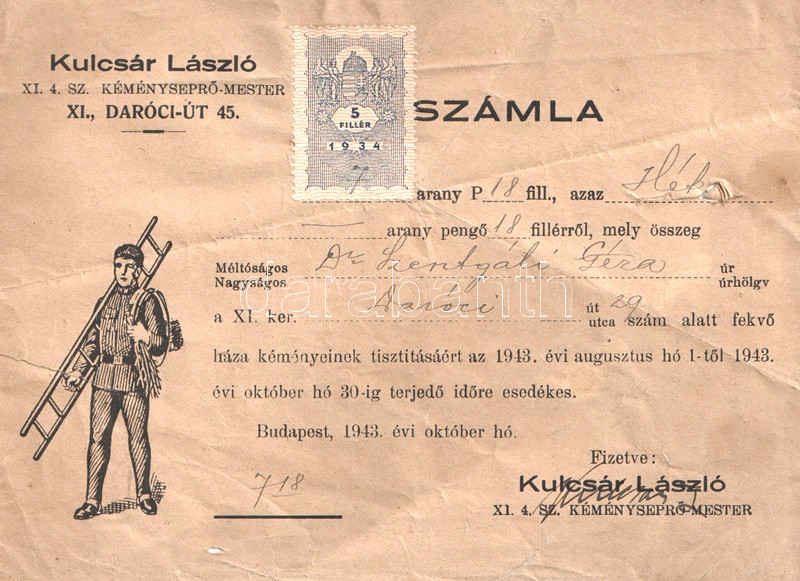 Kulcsár László
XI. 4. SZ. KÉMÉNYSEPRŐ-MESTER
XI., DARÓCI-ÚT 45.
5
FILLÉR
1934
SZÁMLA
7 arany P 18 fill., azaz Hét
— arany pengő 18 fillérről, mely összeg
Méltóságos
Nagyságos
Dr Szentgáli Géza
úr
úrhölgy
a XI. ker. Daróci
út
utca
29 szám alatt fekvő
háza kéményeinek tisztitásáért az 1943. évi augusztus hó 1-től 1943.
évi október hó 30-ig terjedő időre esedékes.
Budapest, 1943. évi október hó.
Fizetve:
718
Kulcsár László
XI. 4. SZ. KÉMÉNYSEPRŐ-MESTER
darabanth